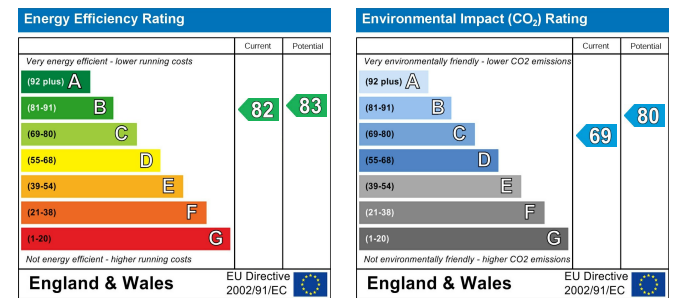 Energy Efficiency Rating
Current Potential
Very energy efficient - lower running costs
(92 plus) A
(81-91) B
82 83
(69-80) C
(55-68) D
(39-54) E
(21-38) F
(1-20) G
Not energy efficient - higher running costs
England & Wales
EU Directive
2002/91/EC
Environmental Impact (CO₂) Rating
Current Potential
Very environmentally friendly - lower CO2 emissions
(92 plus) A
(81-91) B
80
(69-80) C
69
(55-68) D
(39-54) E
(21-38) F
(1-20) G
Not environmentally friendly - higher CO2 emissions
England & Wales
EU Directive
2002/91/EC